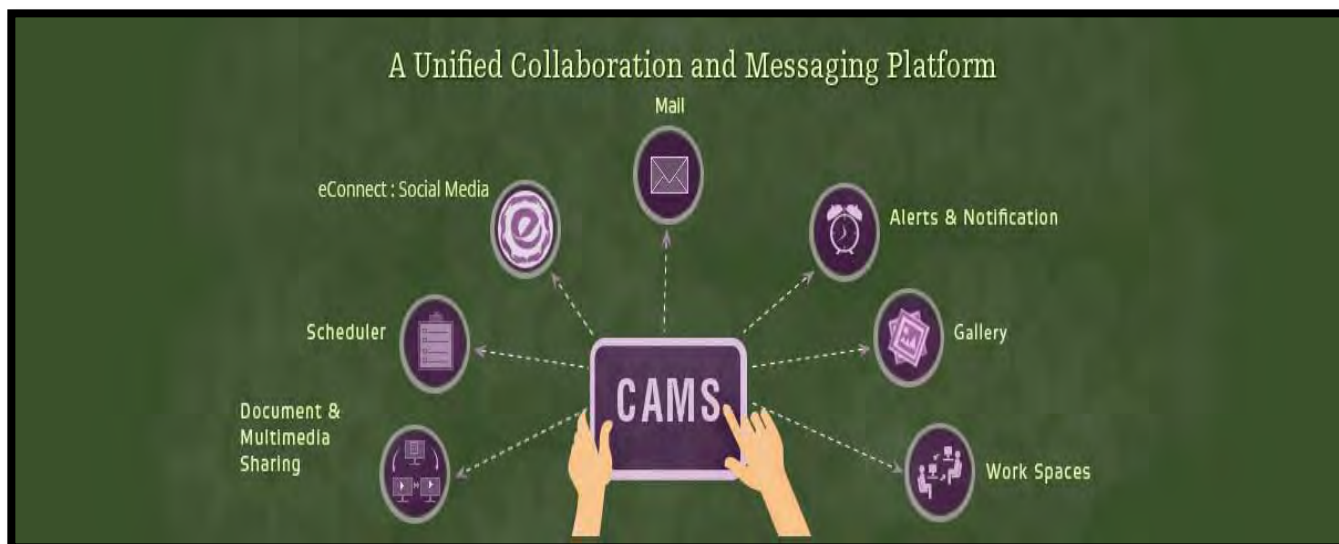 A Unified Collaboration and Messaging Platform
Mail
eConnect : Social Media
Alerts & Notification
Scheduler
Gallery
CAMS
Document &
Multimedia
Sharing
Work Spaces